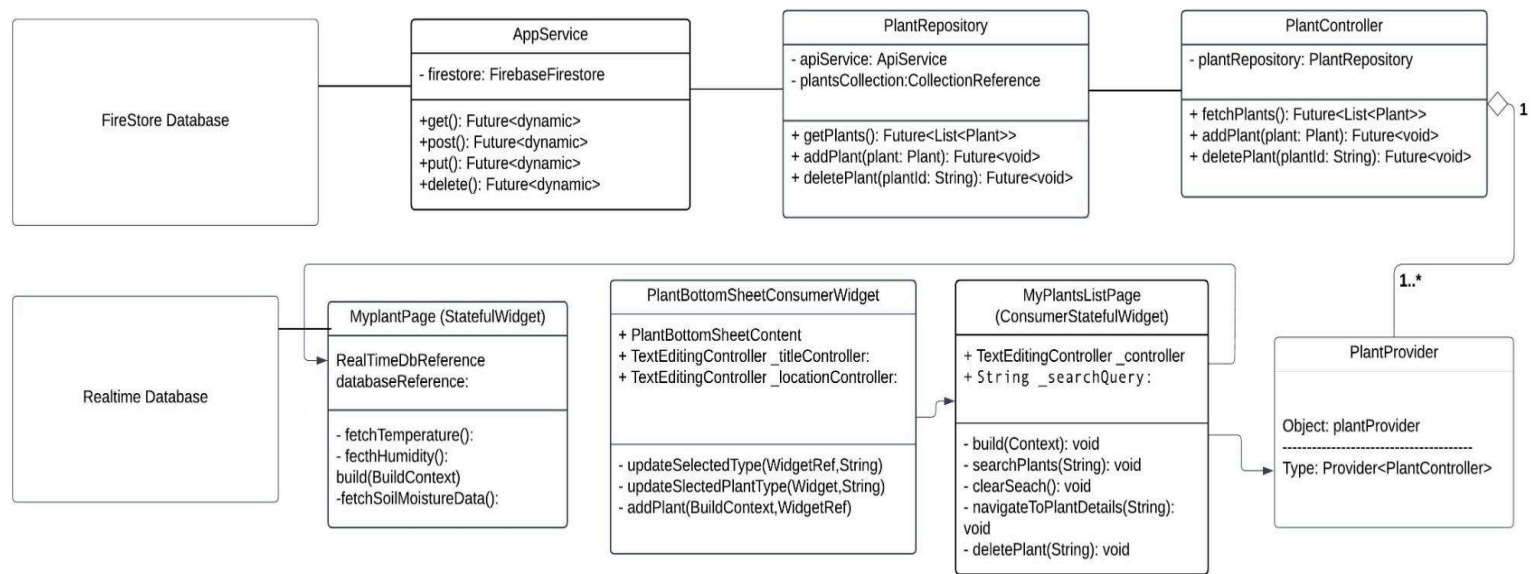 FireStore Database
AppService
- firestore: FirebaseFirestore
+get(): Future<dynamic>
+post(): Future<dynamic>
+put(): Future<dynamic>
+delete(): Future<dynamic>
PlantRepository
- apiService: ApiService
- plantsCollection:CollectionReference
+ getPlants(): Future<List<Plant>>
+ addPlant(plant: Plant): Future<void>
+ deletePlant(plantId: String): Future<void>
PlantController
- plantRepository: PlantRepository
+ fetchPlants(): Future<List<Plant>>
+ addPlant(plant: Plant): Future<void>
+ deletePlant(plantId: String): Future<void>
1
1..*
Realtime Database
MyplantPage (StatefulWidget)
RealTimeDbReference
databaseReference:
- fetchTemperature():
- fecthHumidity():
build(BuildContext)
-fetchSoilMoistureData():
PlantBottomSheetConsumerWidget
+ PlantBottomSheetContent
+ TextEditingController _titleController:
+ TextEditingController _locationController:
- updateSelectedType(WidgetRef,String)
- updateSlectedPlantType(Widget,String)
- addPlant(BuildContext,WidgetRef)
MyPlantsListPage
(ConsumerStatefulWidget)
+ TextEditingController _controller
+ String _searchQuery:
- build(Context): void
- searchPlants(String): void
- clearSeach(): void
- navigateToPlantDetails(String):
void
- deletePlant(String): void
PlantProvider
Object: plantProvider
--------------------------------------
Type: Provider<PlantController>